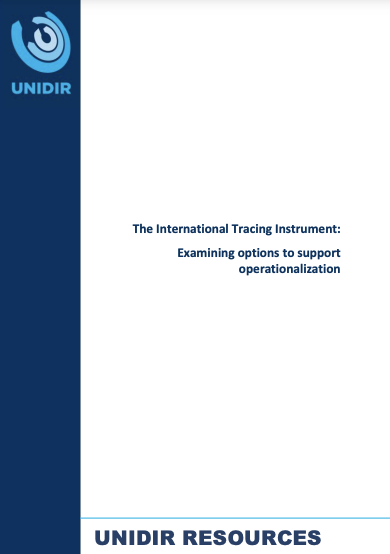 UNIDIR
The International Tracing Instrument:
Examining options to support
operationalization
UNIDIR RESOURCES